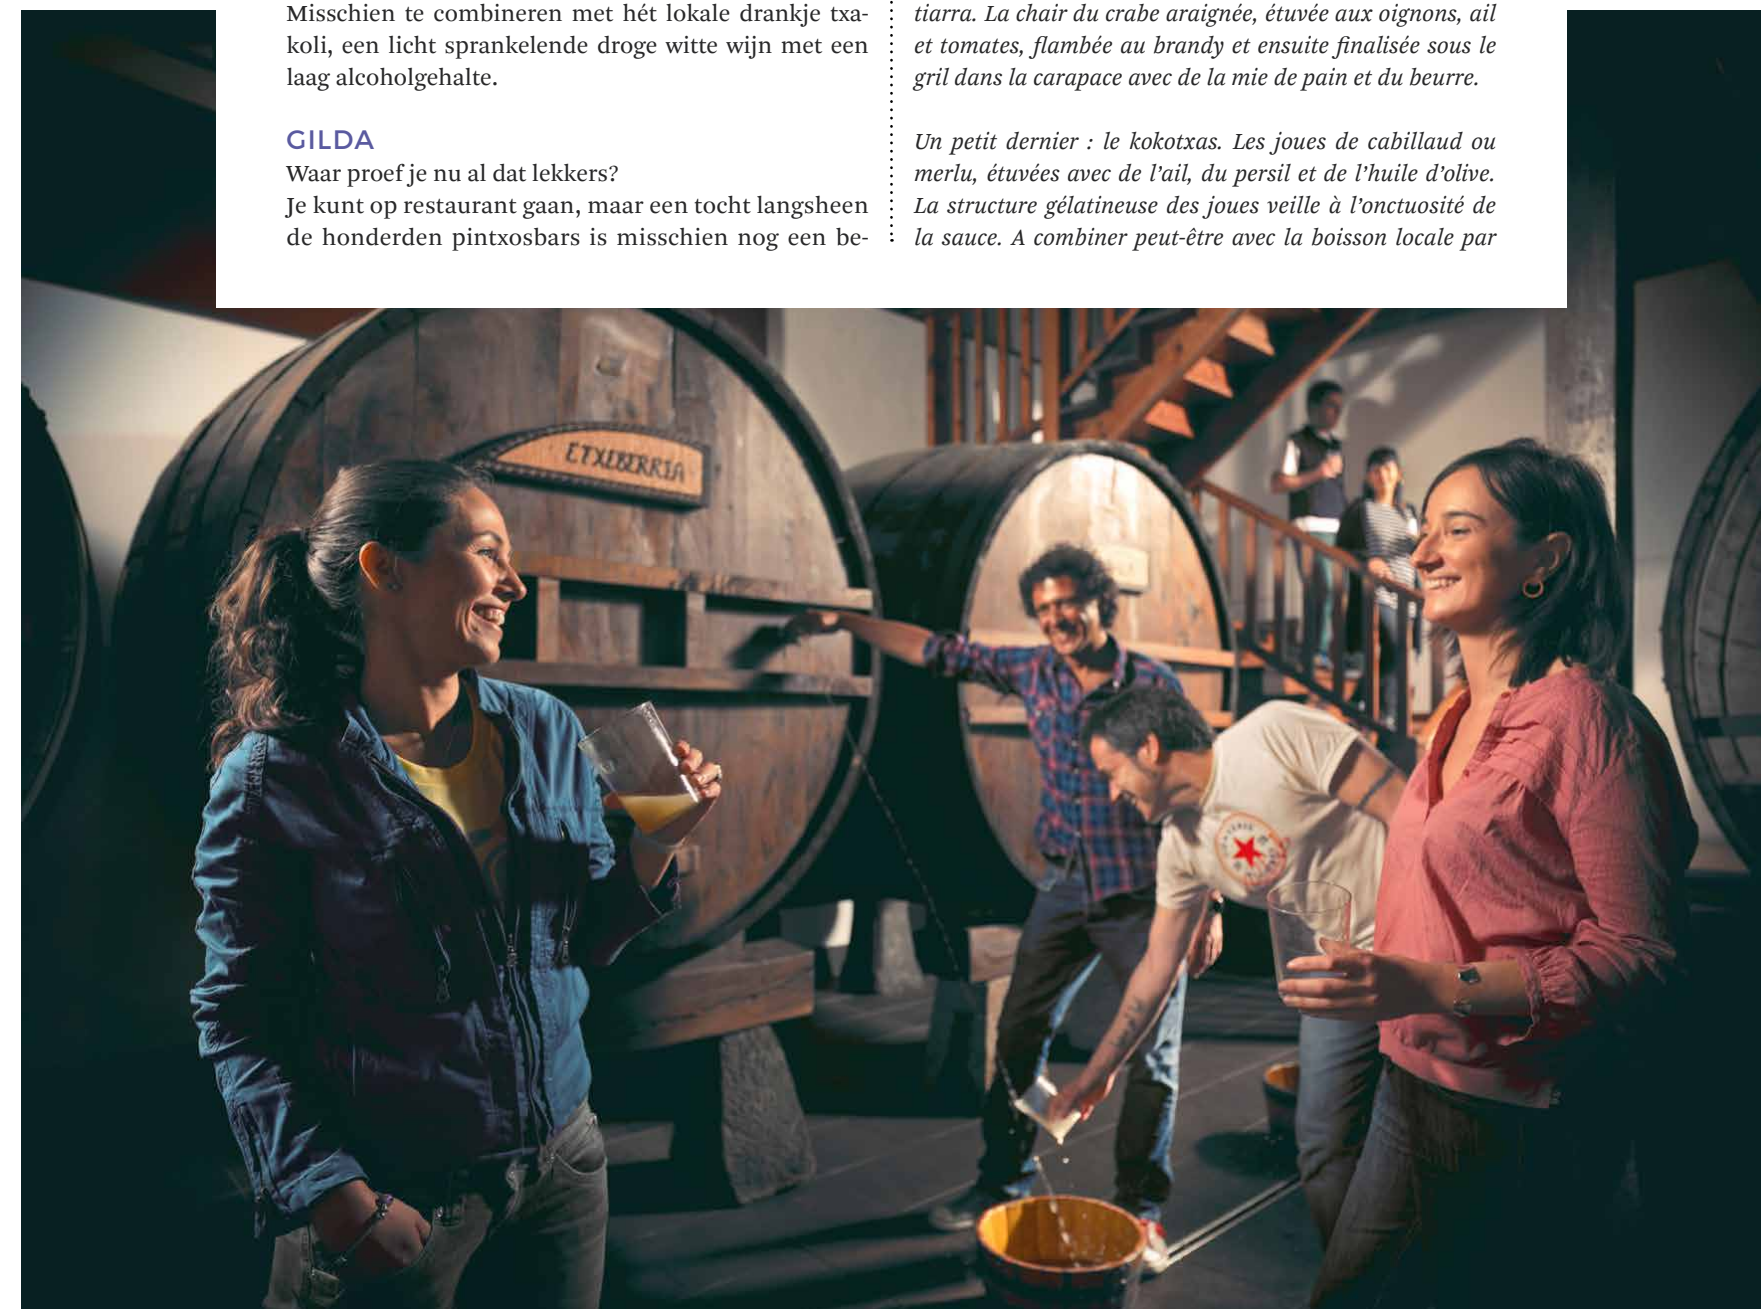 Misschien te combineren met hét lokale drankje txa-
koli, een licht sprankelende droge witte wijn met een
laag alcoholgehalte.
GILDA
Waar proef je nu al dat lekkers?
Je kunt op restaurant gaan, maar een tocht langsheen
de honderden pintxosbars is misschien nog een be-
tiarra. La chair du crabe araignée, étuvée aux oignons, ail
et tomates, flambée au brandy et ensuite finalisée sous le
gril dans la carapace avec de la mie de pain et du beurre.
Un petit dernier : le kokotxas. Les joues de cabillaud ou
merlu, étuvées avec de l’ail, du persil et de l’huile d’olive.
La structure gélatineuse des joues veille à l’onctuosité de
la sauce. A combiner peut-être avec la boisson locale par
ETXEBERRIA